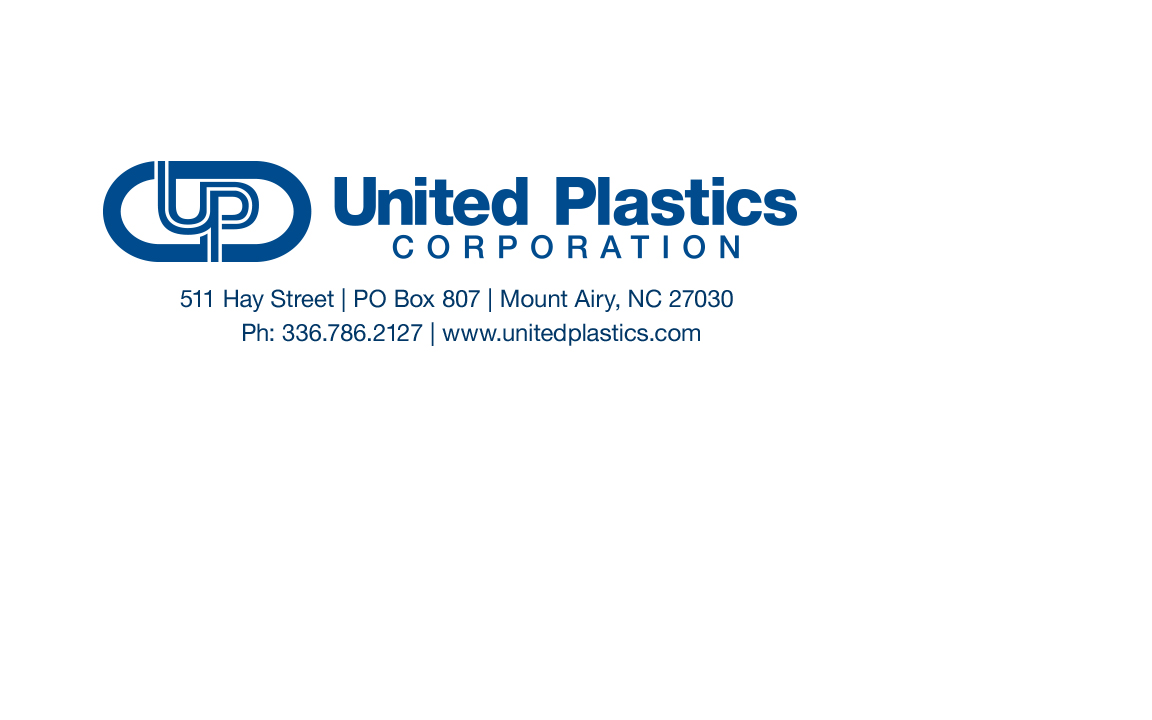 UP United Plastics
CORPORATION
511 Hay Street | PO Box 807 | Mount Airy, NC 27030
Ph: 336.786.2127 | www.unitedplastics.com